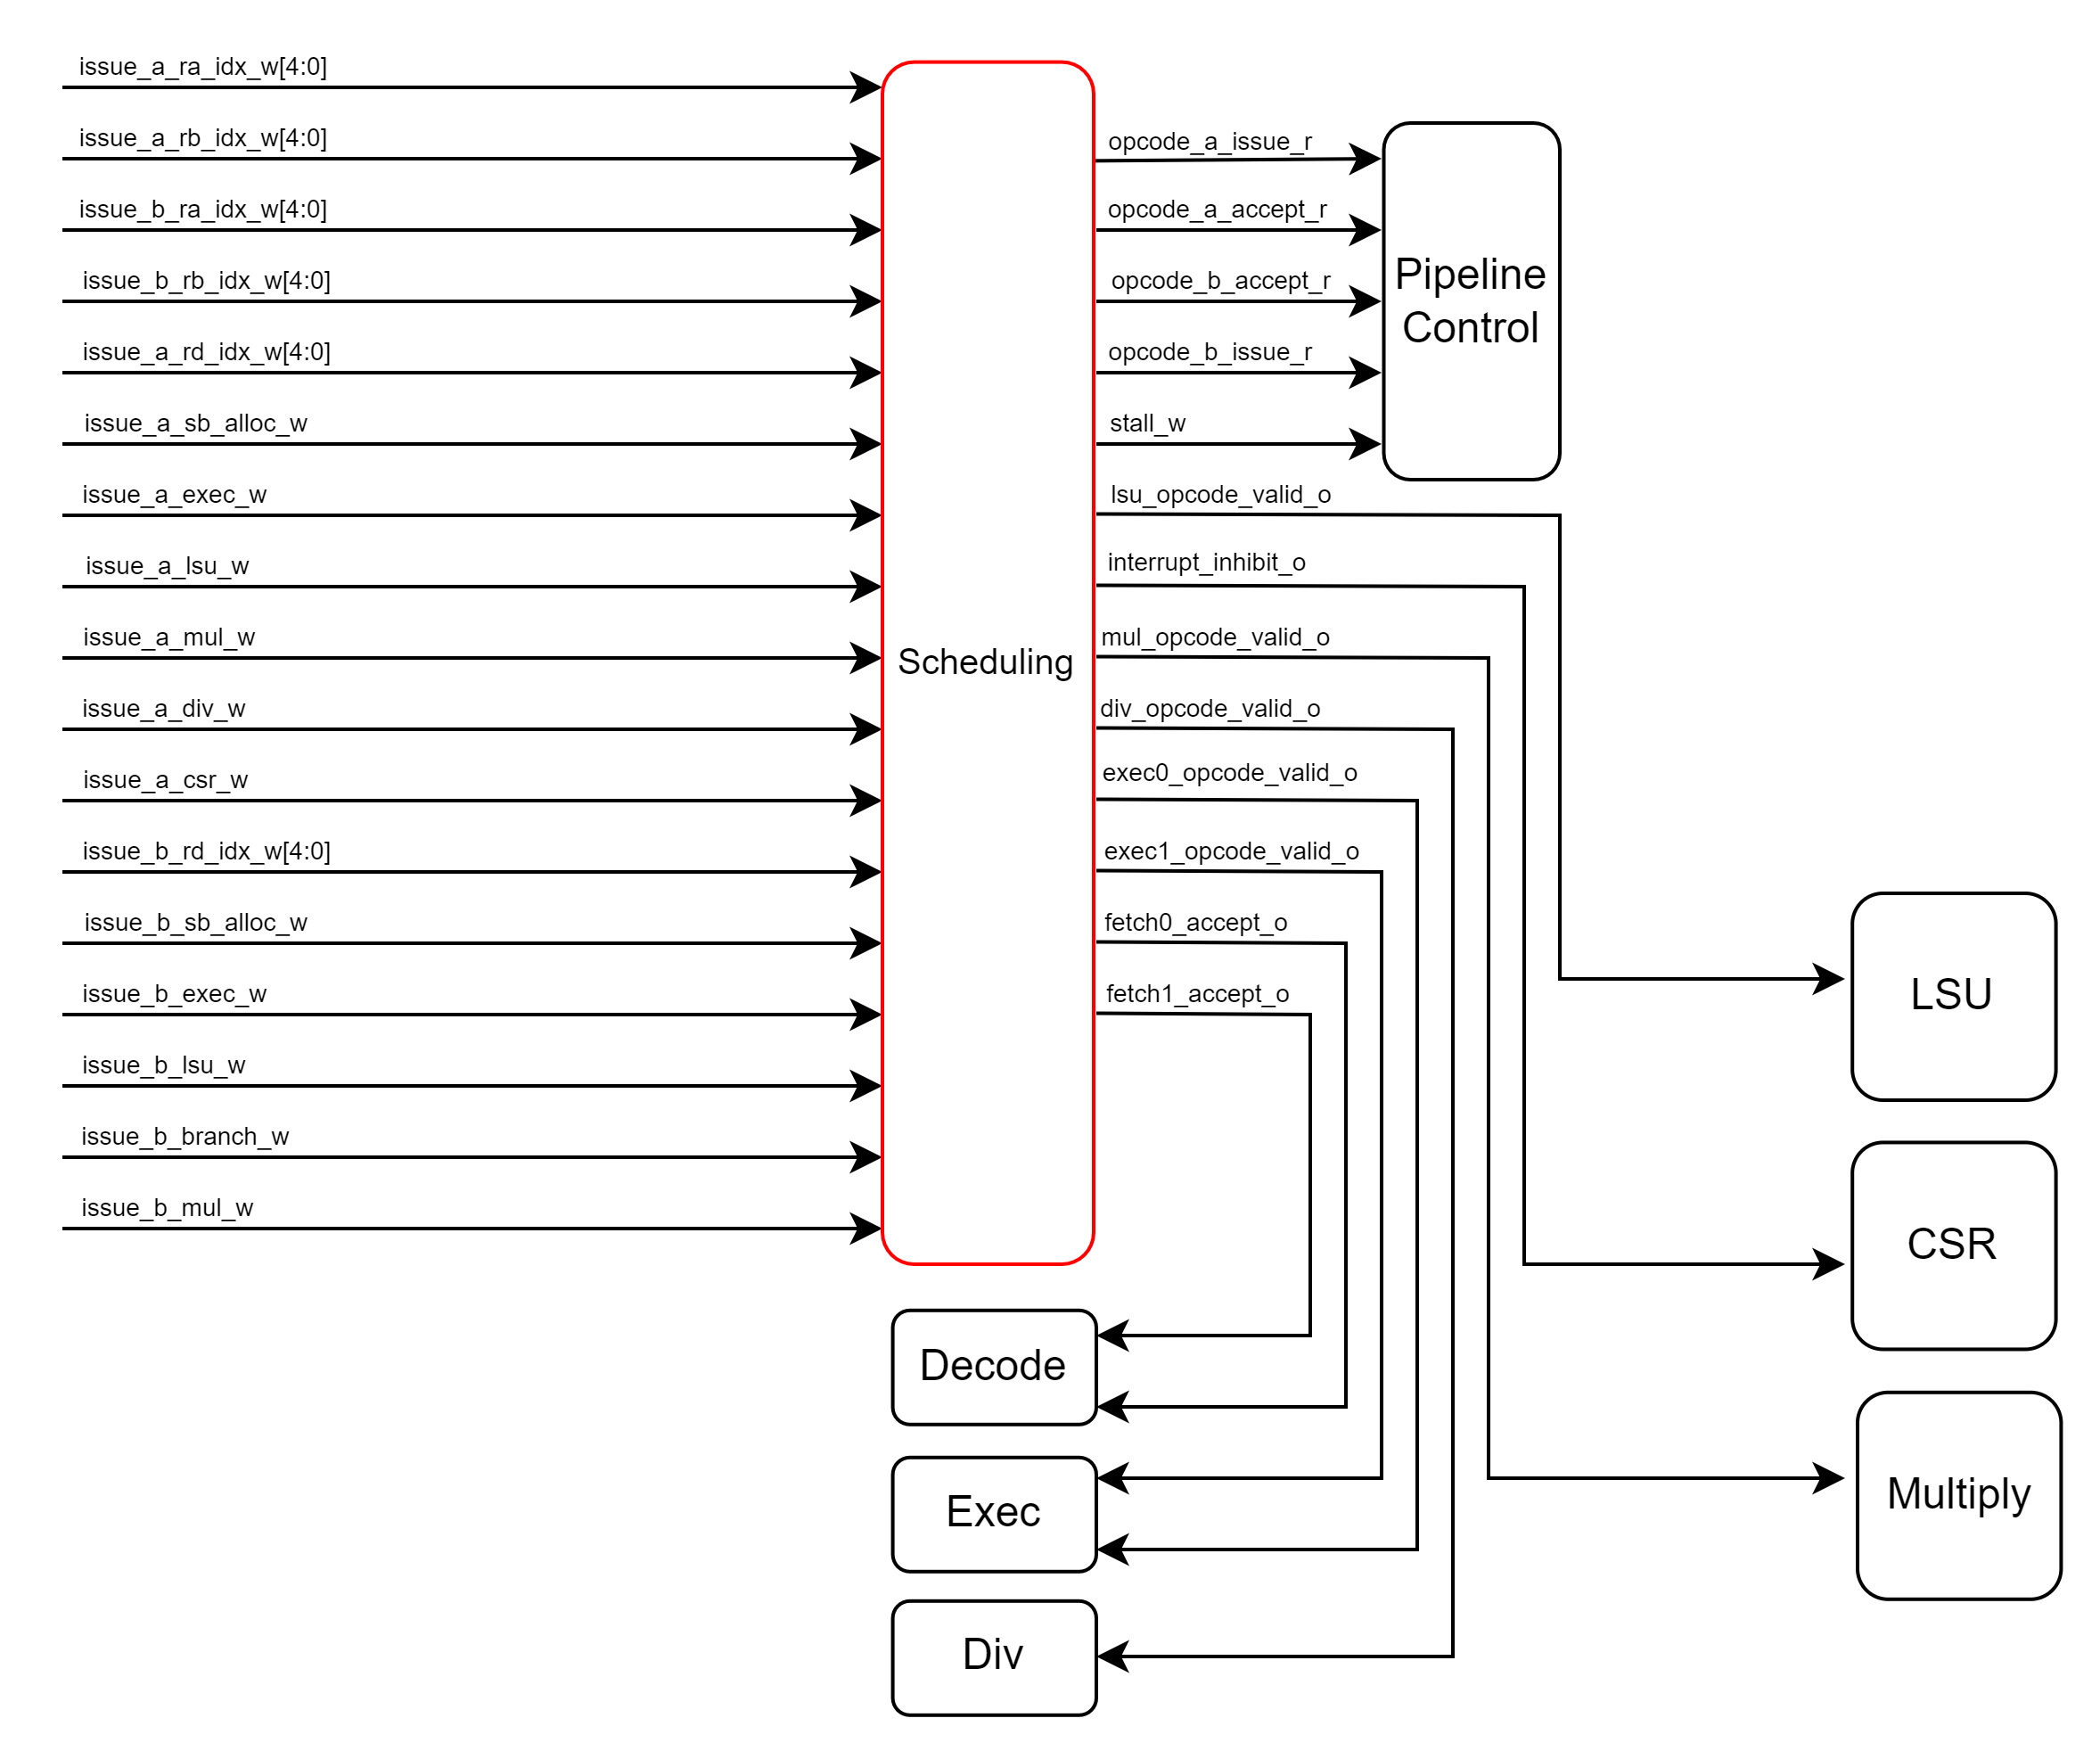 issue_a_ra_idx_w[4:0]
issue_a_rb_idx_w[4:0]
issue_b_ra_idx_w[4:0]
issue_b_rb_idx_w[4:0]
issue_a_rd_idx_w[4:0]
issue_a_sb_alloc_w
issue_a_exec_w
issue_a_lsu_w
issue_a_mul_w
issue_a_div_w
issue_a_csr_w
issue_b_rd_idx_w[4:0]
issue_b_sb_alloc_w
issue_b_exec_w
issue_b_lsu_w
issue_b_branch_w
issue_b_mul_w
Scheduling
opcode_a_issue_r
opcode_a_accept_r
opcode_b_accept_r
opcode_b_issue_r
stall_w
lsu_opcode_valid_o
interrupt_inhibit_o
mul_opcode_valid_o
div_opcode_valid_o
exec0_opcode_valid_o
exec1_opcode_valid_o
fetch0_accept_o
fetch1_accept_o
Pipeline
Control
LSU
CSR
Multiply
Decode
Exec
Div